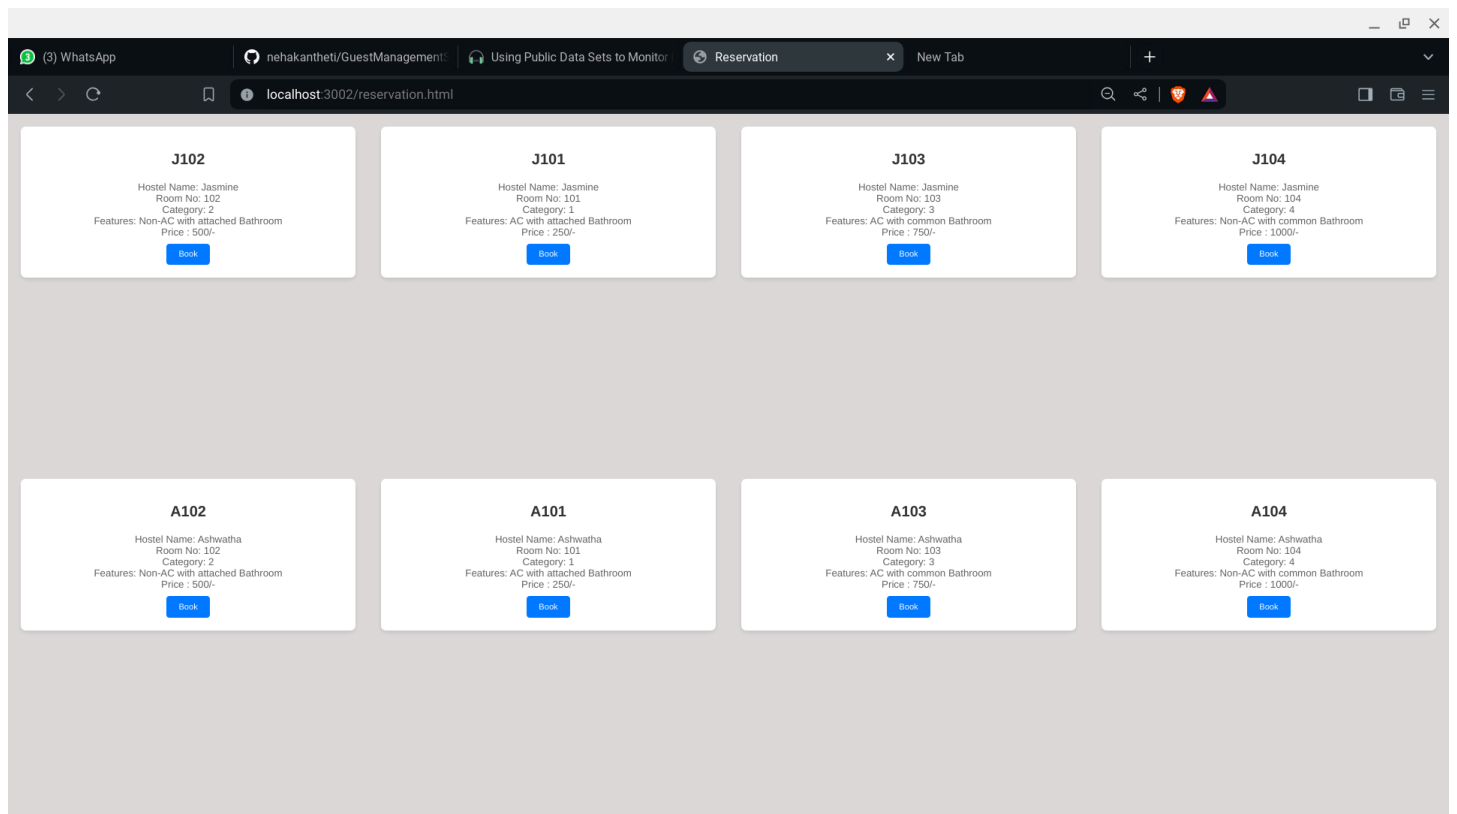 (3) WhatsApp
nehakantheti/GuestManagementS
Using Public Data Sets to Monitor
Reservation
New Tab
localhost:3002/reservation.html
J102
Hostel Name: Jasmine
Room No: 102
Category: 2
Features: Non-AC with attached Bathroom
Price : 500/-
Book
J101
Hostel Name: Jasmine
Room No: 101
Category: 1
Features: AC with attached Bathroom
Price : 250/-
Book
J103
Hostel Name: Jasmine
Room No: 103
Category: 3
Features: AC with common Bathroom
Price : 750/-
Book
J104
Hostel Name: Jasmine
Room No: 104
Category: 4
Features: Non-AC with common Bathroom
Price : 1000/-
Book
A102
Hostel Name: Ashwatha
Room No: 102
Category: 2
Features: Non-AC with attached Bathroom
Price : 500/-
Book
A101
Hostel Name: Ashwatha
Room No: 101
Category: 1
Features: AC with attached Bathroom
Price : 250/-
Book
A103
Hostel Name: Ashwatha
Room No: 103
Category: 3
Features: AC with common Bathroom
Price : 750/-
Book
A104
Hostel Name: Ashwatha
Room No: 104
Category: 4
Features: Non-AC with common Bathroom
Price : 1000/-
Book